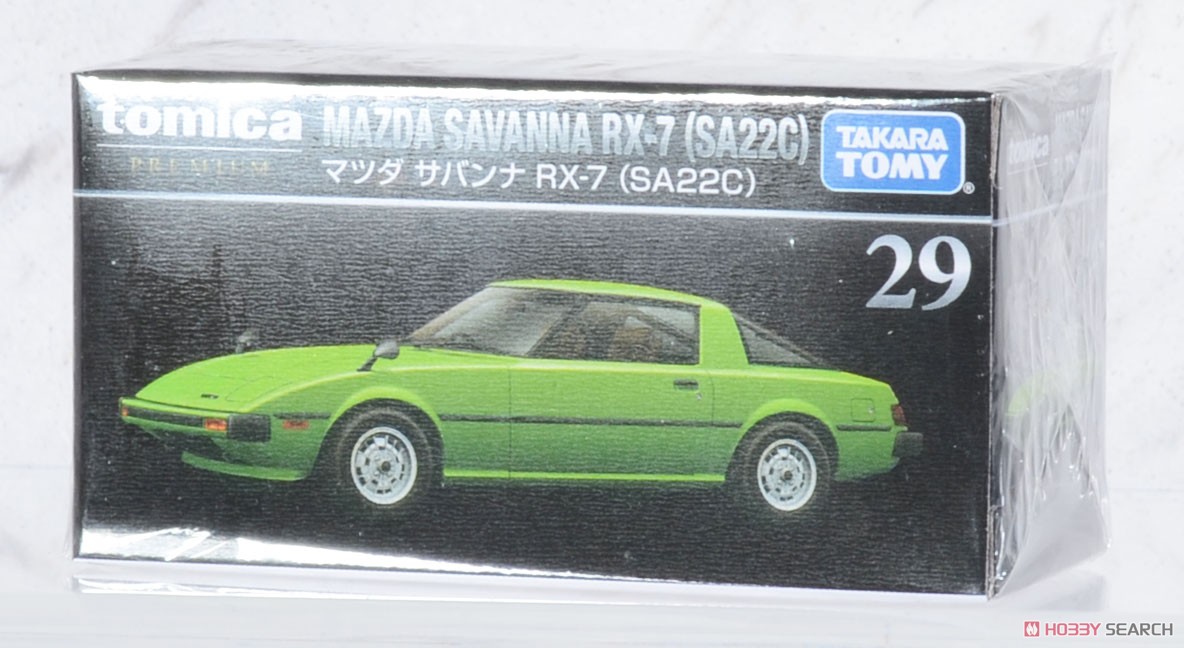 tomica
PREMIUM
MAZDA SAVANNA RX-7 (SA22C)
マツダ サバンナ RX-7 (SA22C)
TAKARA
TOMY®
29
HOBBY SEARCH